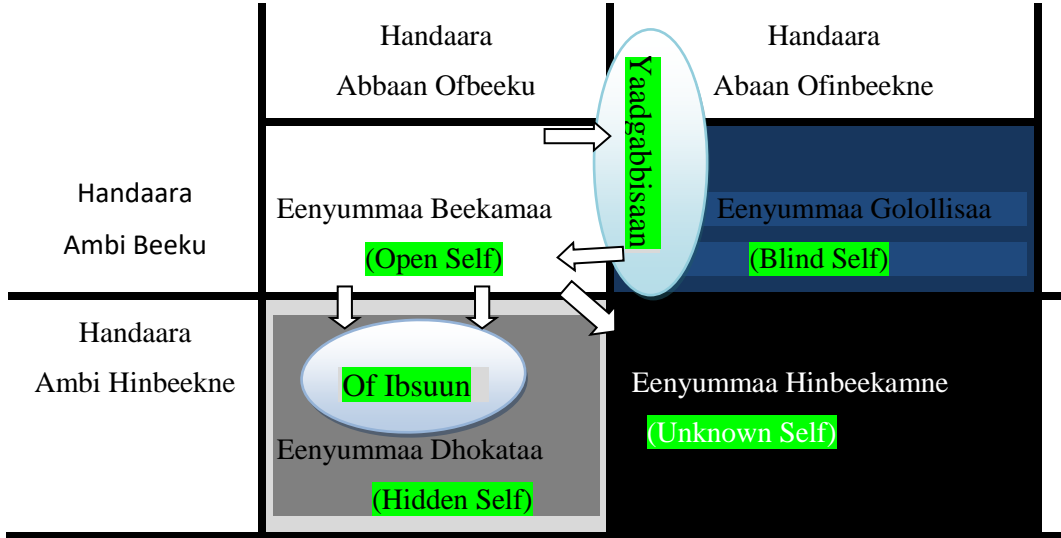 Handaara
Abbaan Ofbeeku
Handaara
Abaan Ofinbeekne
Yaadgabbisaan
Handaara
Ambi Beeku
Eenyummaa Beekamaa
(Open Self)
Eenyummaa Golollisaa
(Blind Self)
Handaara
Ambi Hinbeekne
Of Ibsuun
Eenyummaa Dhokataa
(Hidden Self)
Eenyummaa Hinbeekamne
(Unknown Self)